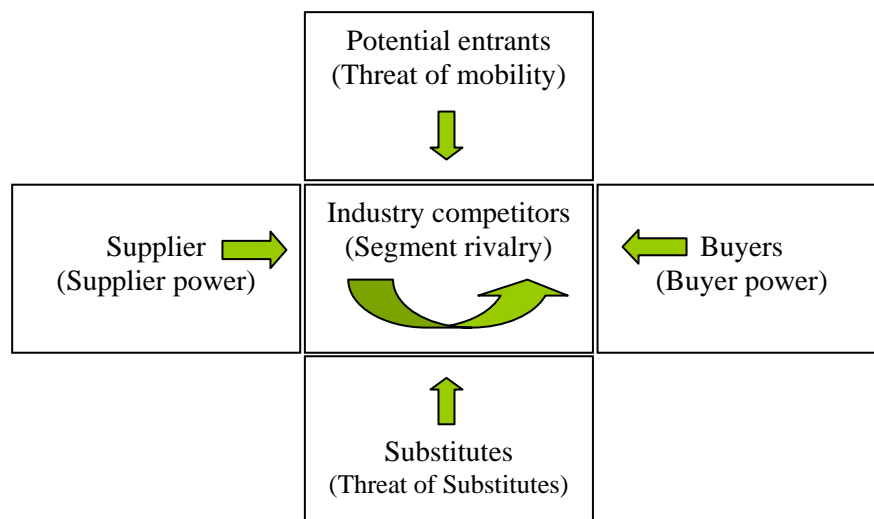 Potential entrants
(Threat of mobility)
Supplier
(Supplier power)
Industry competitors
(Segment rivalry)
Buyers
(Buyer power)
Substitutes
(Threat of Substitutes)